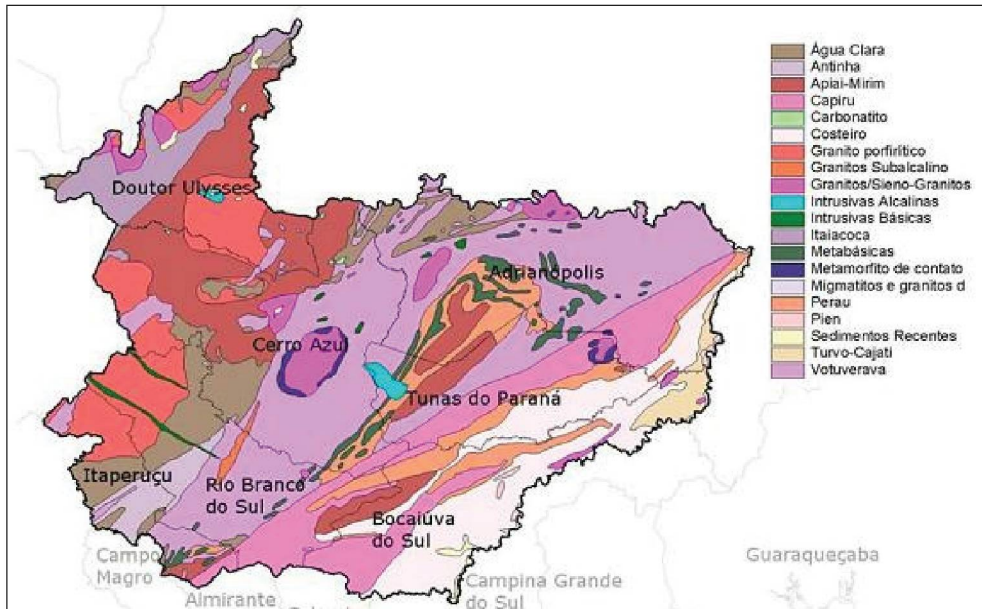 Água Clara
Antinha
Apiaí-Mirim
Capiru
Carbonatito
Costeiro
Granito porfirítico
Granitos Subalcalino
Granitos/Sieno-Granitos
Intrusivas Alcalinas
Intrusivas Básicas
Itaiacoca
Metabásicas
Metamorfito de contato
Migmatitos e granitos d
Perau
Pien
Sedimentos Recentes
Turvo-Cajati
Votuverava
Doutor Ulysses
Adrianópolis
Cerro Azul
Tunas do Paraná
Itaperuçu
Rio Branco
do Sul
Bocaiúva
do Sul
Campo
Magro
Almirante
Campina Grande
do Sul
Guaraqueçaba